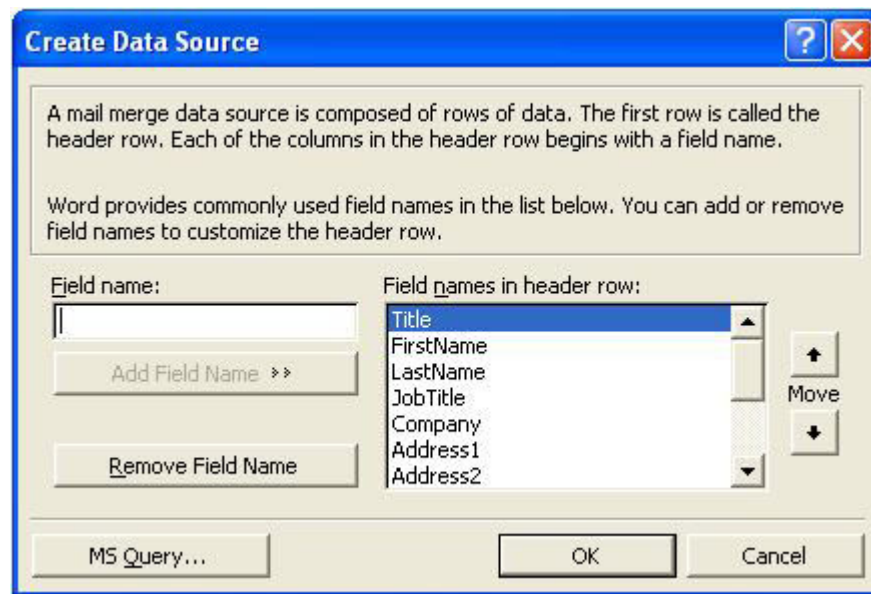 Create Data Source
A mail merge data source is composed of rows of data. The first row is called the
header row. Each of the columns in the header row begins with a field name.
Word provides commonly used field names in the list below. You can add or remove
field names to customize the header row.
Field name:
Field names in header row:
Title
FirstName
LastName
JobTitle
Company
Address1
Address2
Add Field Name
Remove Field Name
Move
MS Query...
OK
Cancel